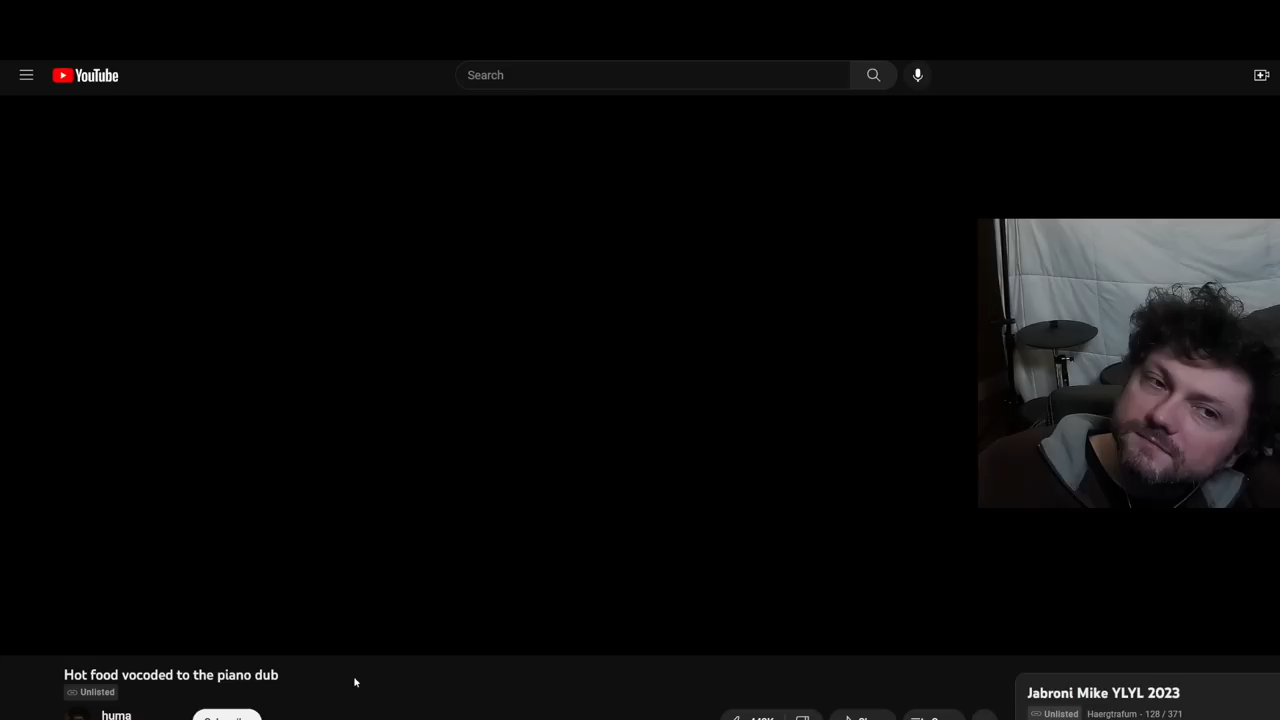 YouTube
Search
Hot food vocoded to the piano dub
Unlisted
huma
Jabroni Mike YLYL 2023
Unlisted
Haergtrafum - 128 / 371